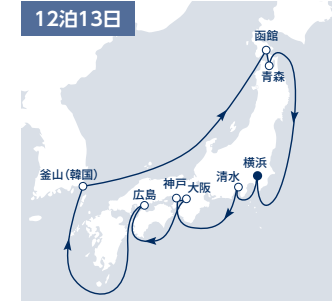 12泊13日
函館
青森
釜山(韓国)
広島
神戸
大阪
清水
横浜